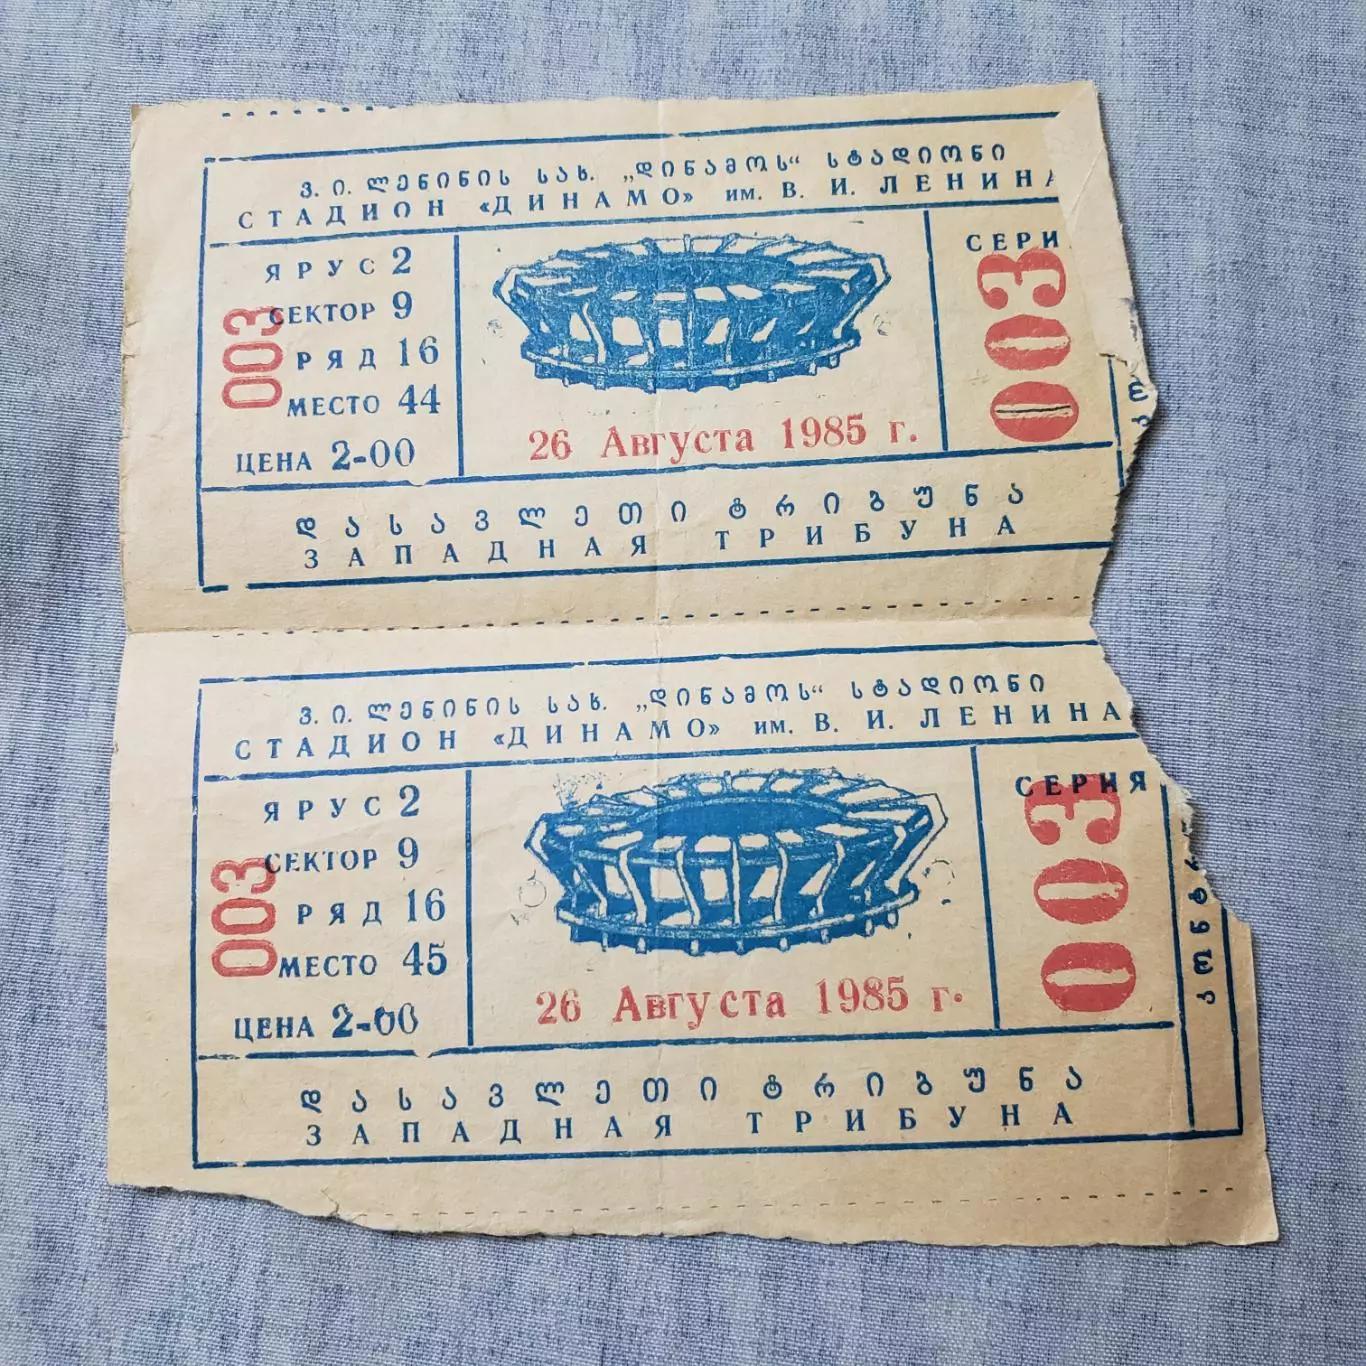 ვ. ი. ლენინის სახ. „დინამოს“ სტადიონი
СТАДИОН «ДИНАМО» им. В. И. ЛЕНИНА
003
ЯРУС 2
СЕКТОР 9
РЯД 16
МЕСТО 44
ЦЕНА 2-00
26 Августа 1985 г.
СЕРИ
003
დასავლეთი ტრიბუნა
ЗАПАДНАЯ ТРИБУНА
ვ. ი. ლენინის სახ. „დინამოს“ სტადიონი
СТАДИОН «ДИНАМО» им. В. И. ЛЕНИНА
003
ЯРУС 2
СЕКТОР 9
РЯД 16
МЕСТО 45
ЦЕНА 2-00
26 Августа 1985 г.
СЕРИЯ
003
კონტრ
დასავლეთი ტრიბუნა
ЗАПАДНАЯ ТРИБУНА